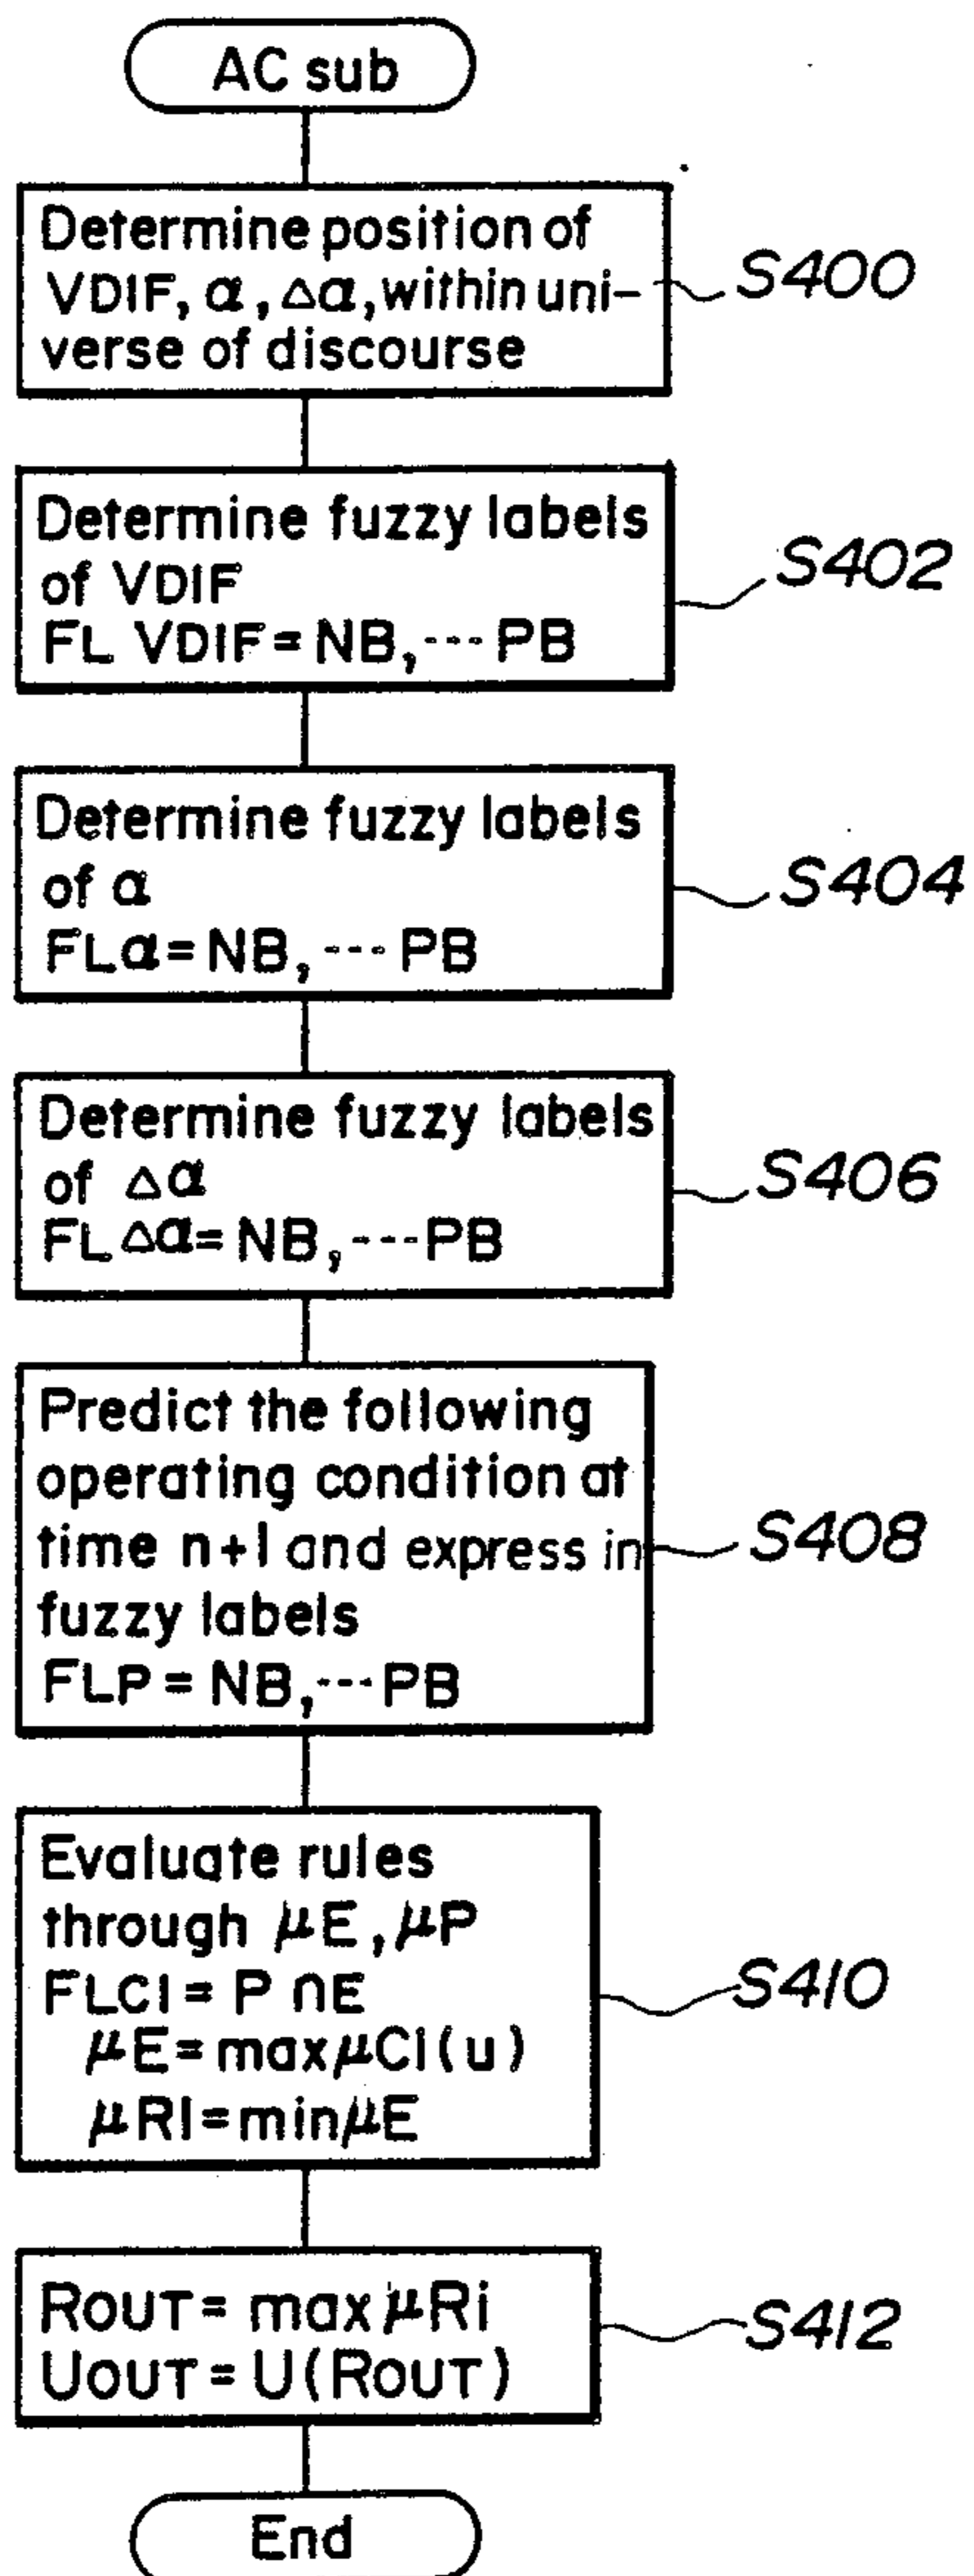 AC sub
Determine position of
VDIF, α, Δα, within uni-
verse of discourse
S400
Determine fuzzy labels
of VDIF
FL VDIF = NB, --- PB
S402
Determine fuzzy labels
of α
FLα = NB, --- PB
S404
Determine fuzzy labels
of Δα
FLΔα = NB, --- PB
S406
Predict the following
operating condition at
time n+1 and express in
fuzzy labels
FLP = NB, --- PB
S408
Evaluate rules
through μE, μP
FLCI = P ∩ E
μE = max μCI(u)
μRI = min μE
S410
ROUT = max μRi
UOUT = U(ROUT)
S412
End